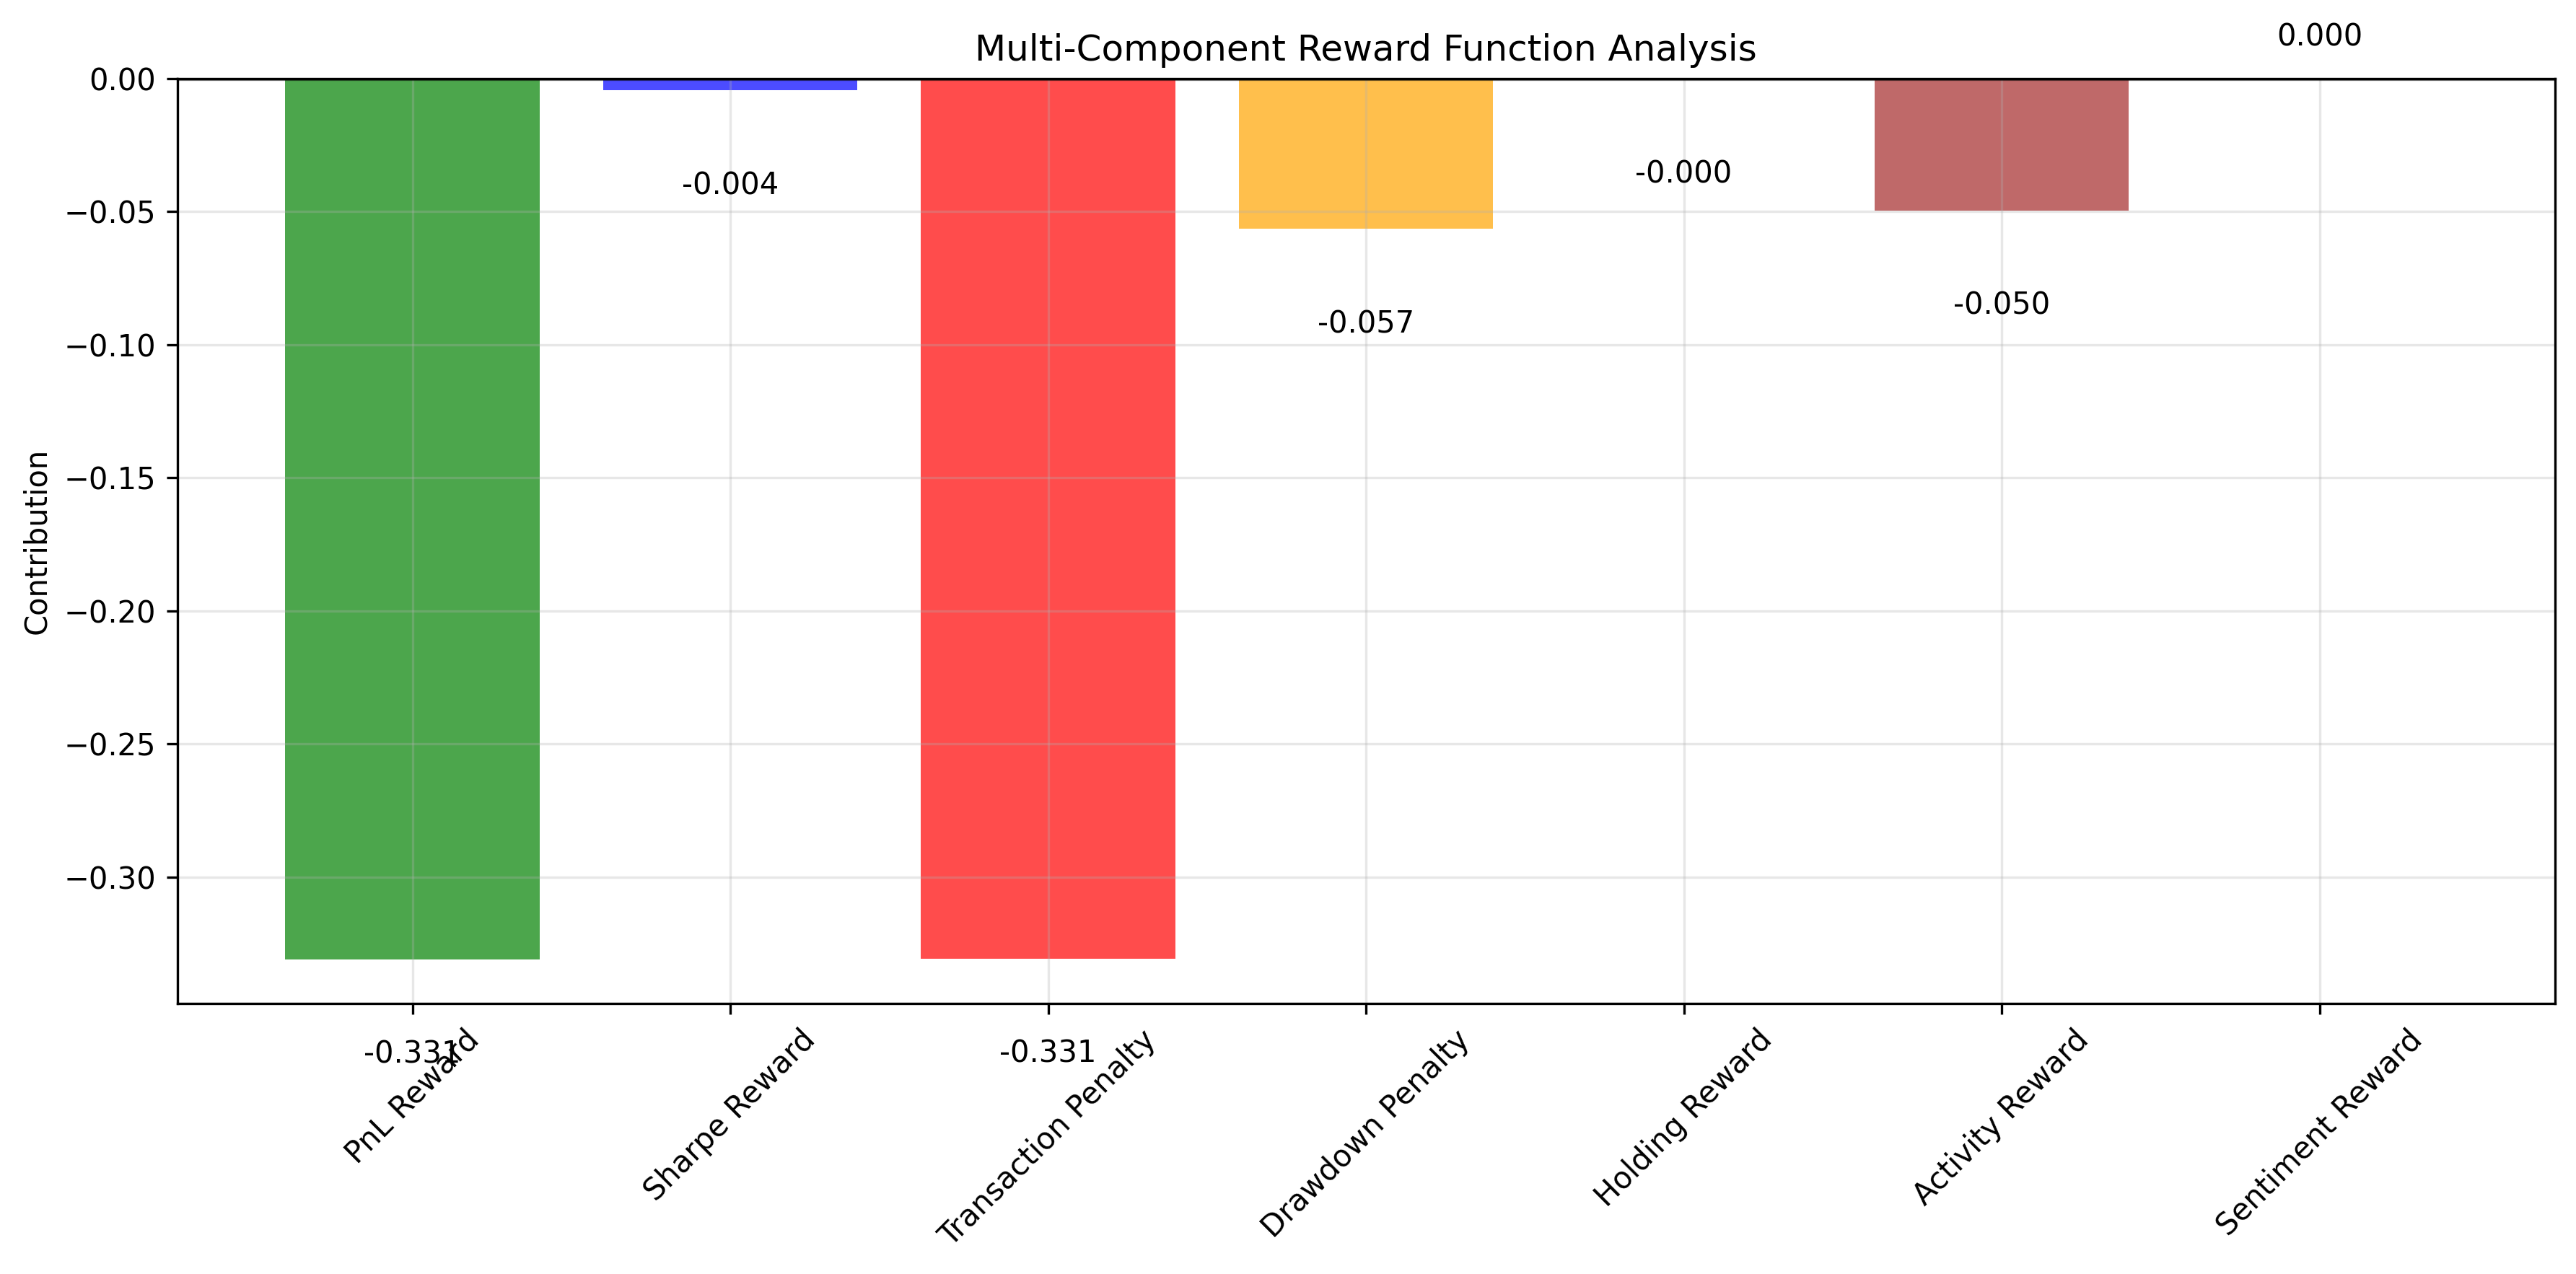 Multi-Component Reward Function Analysis
0.000
0.00
−0.05
−0.10
−0.15
−0.20
−0.25
−0.30
Contribution
-0.004
-0.000
-0.050
-0.057
-0.331
-0.331
PnL Reward
Sharpe Reward
Transaction Penalty
Drawdown Penalty
Holding Reward
Activity Reward
Sentiment Reward